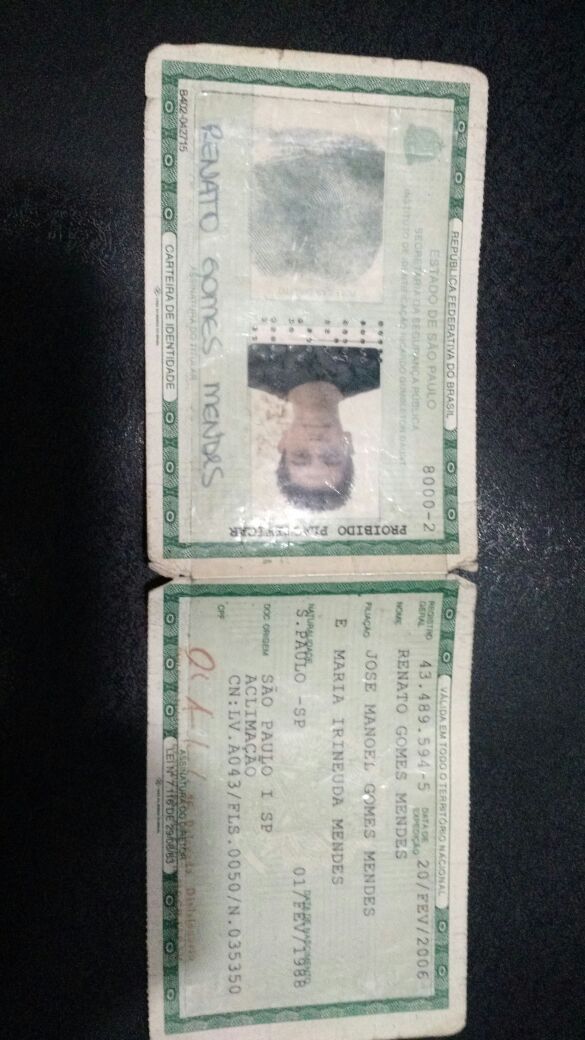 REPÚBLICA FEDERATIVA DO BRASIL
ESTADO DE SÃO PAULO
8000-2
SECRETARIA DA SEGURANÇA PÚBLICA
INSTITUTO DE IDENTIFICAÇÃO RICARDO GUMBLETON DAUNT
PROIBIDO PLASTIFICAR
RENATO GOMES MENDES
ASSINATURA DO TITULAR
CARTEIRA DE IDENTIDADE
8402-042715
VÁLIDA EM TODO O TERRITÓRIO NACIONAL
REGISTRO GERAL 43.489.594-5 DATA DE EXPEDIÇÃO 20/FEV/2006
NOME RENATO GOMES MENDES
FILIAÇÃO JOSE MANOEL GOMES MENDES
E MARIA IRINEUDA MENDES
NATURALIDADE S.PAULO -SP DATA DE NASCIMENTO 01/FEV/1988
DOC ORIGEM SÃO PAULO I SP
ACLIMAÇÃO
CN:LV.A043/FLS.0050/N.035350
CPF
ASSINATURA DO DIRETOR
LEI Nº 7.116 DE 29/08/83